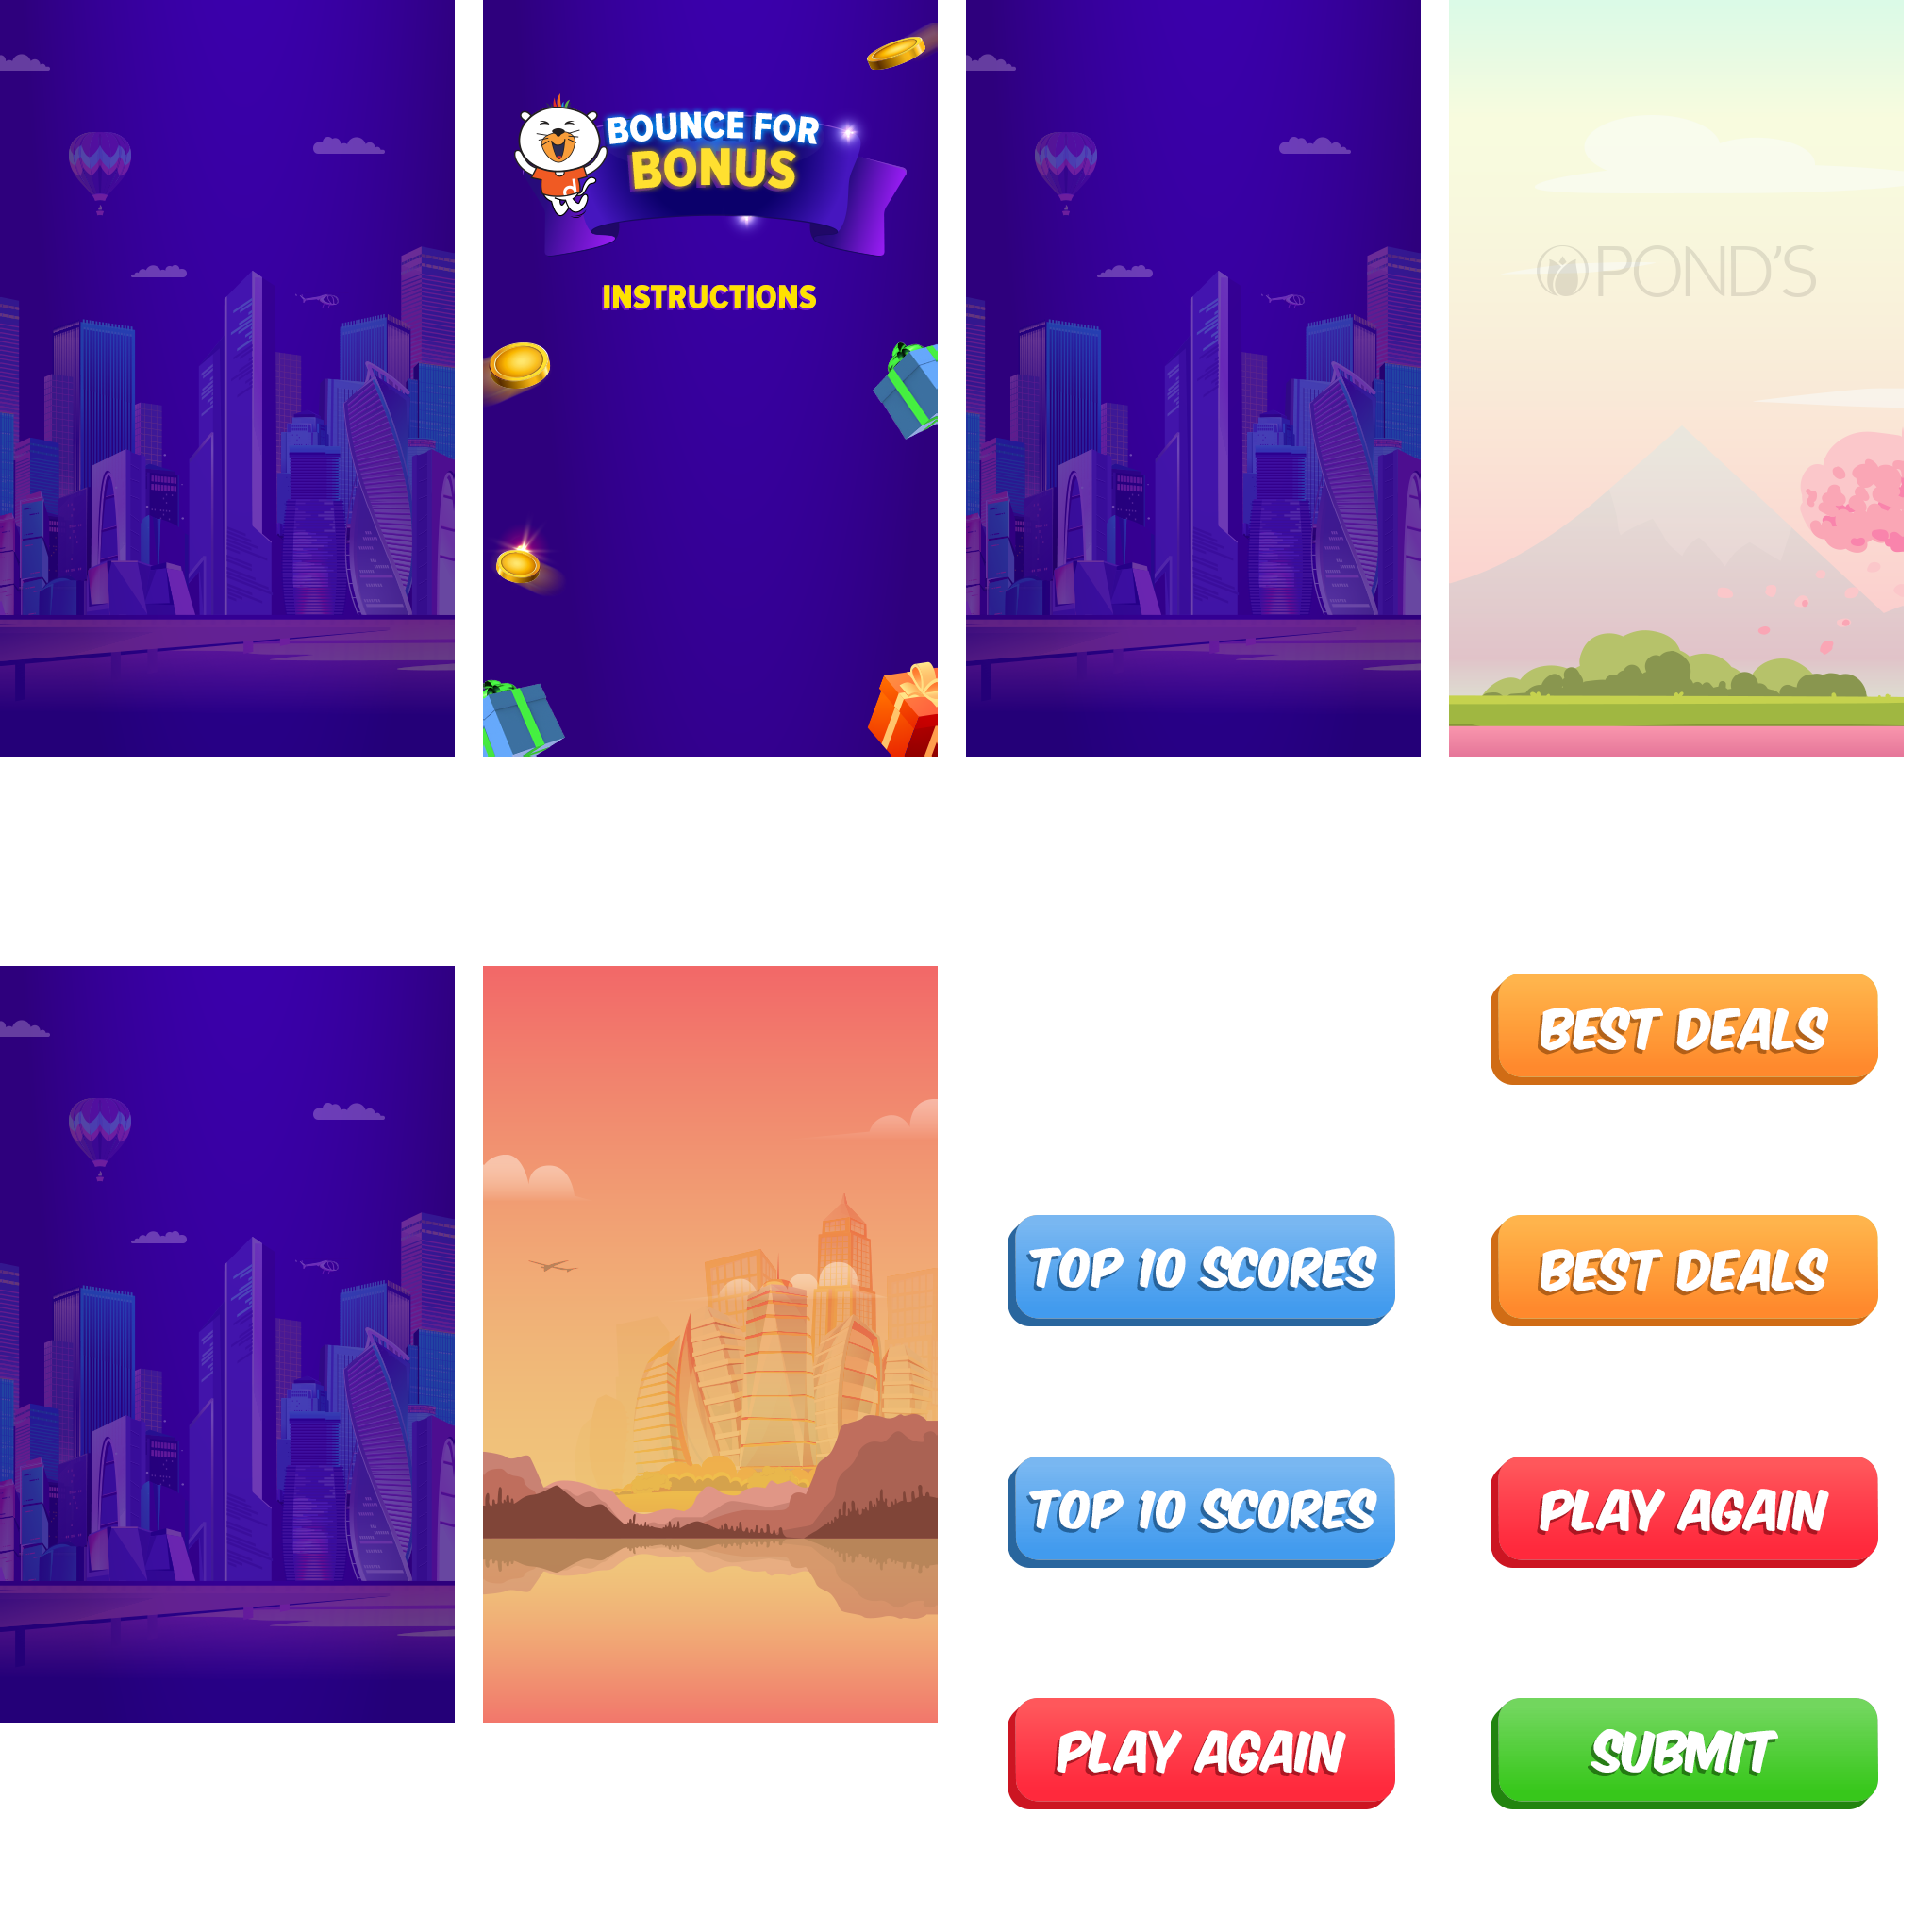 BOUNCE FOR
BONUS
d
INSTRUCTIONS
POND'S
BEST DEALS
TOP 10 SCORES
BEST DEALS
TOP 10 SCORES
PLAY AGAIN
PLAY AGAIN
SUBMIT